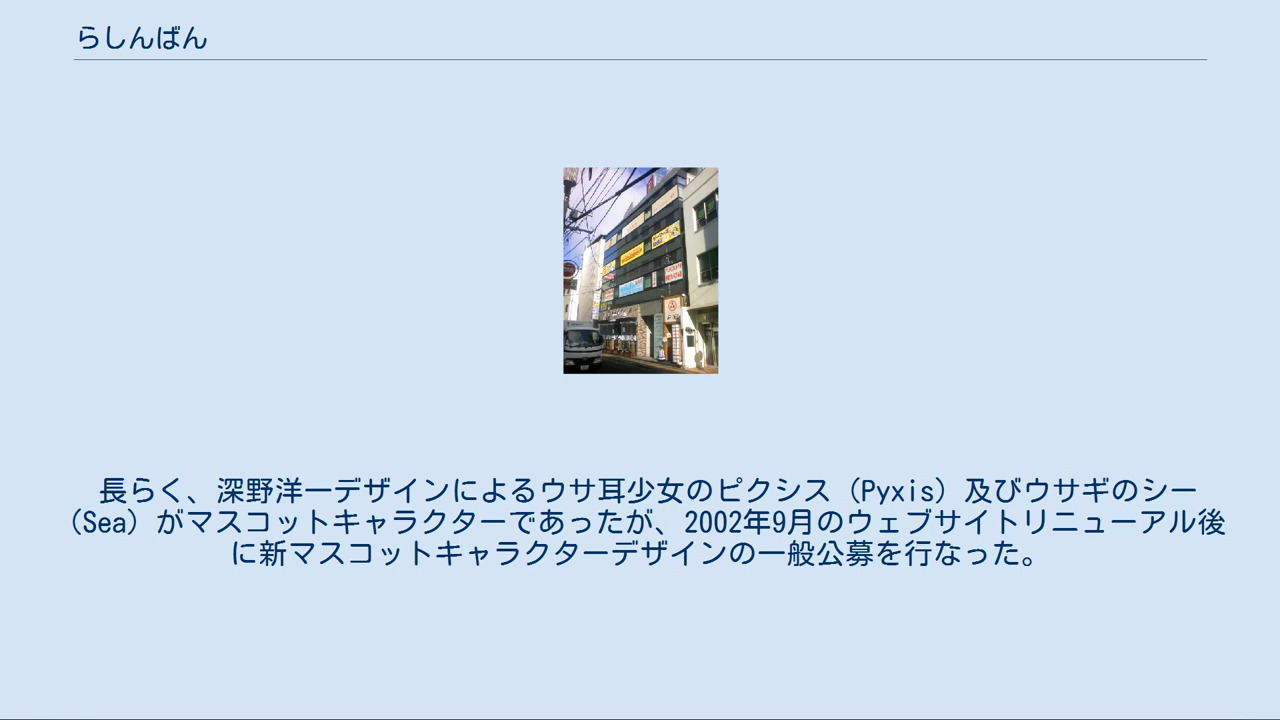 らしんばん
長らく、深野洋一デザインによるウサ耳少女のピクシス（Pyxis）及びウサギのシー
（Sea）がマスコットキャラクターであったが、2002年9月のウェブサイトリニューアル後
に新マスコットキャラクターデザインの一般公募を行なった。